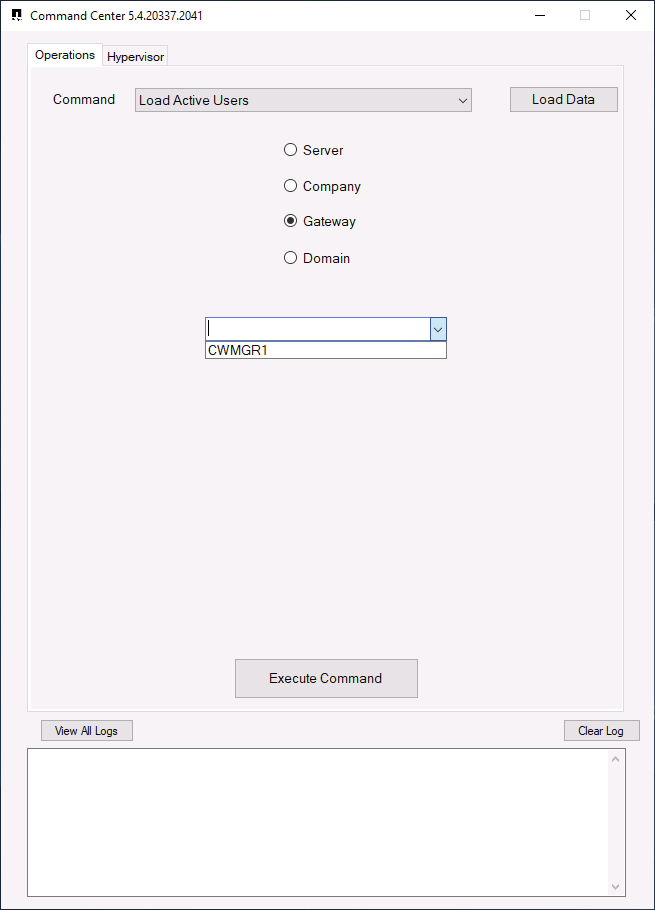 Command Center 5.4.20337.2041
Operations Hypervisor
Command Load Active Users Load Data
Server
Company
Gateway
Domain
CWMGR1
Execute Command
View All Logs Clear Log